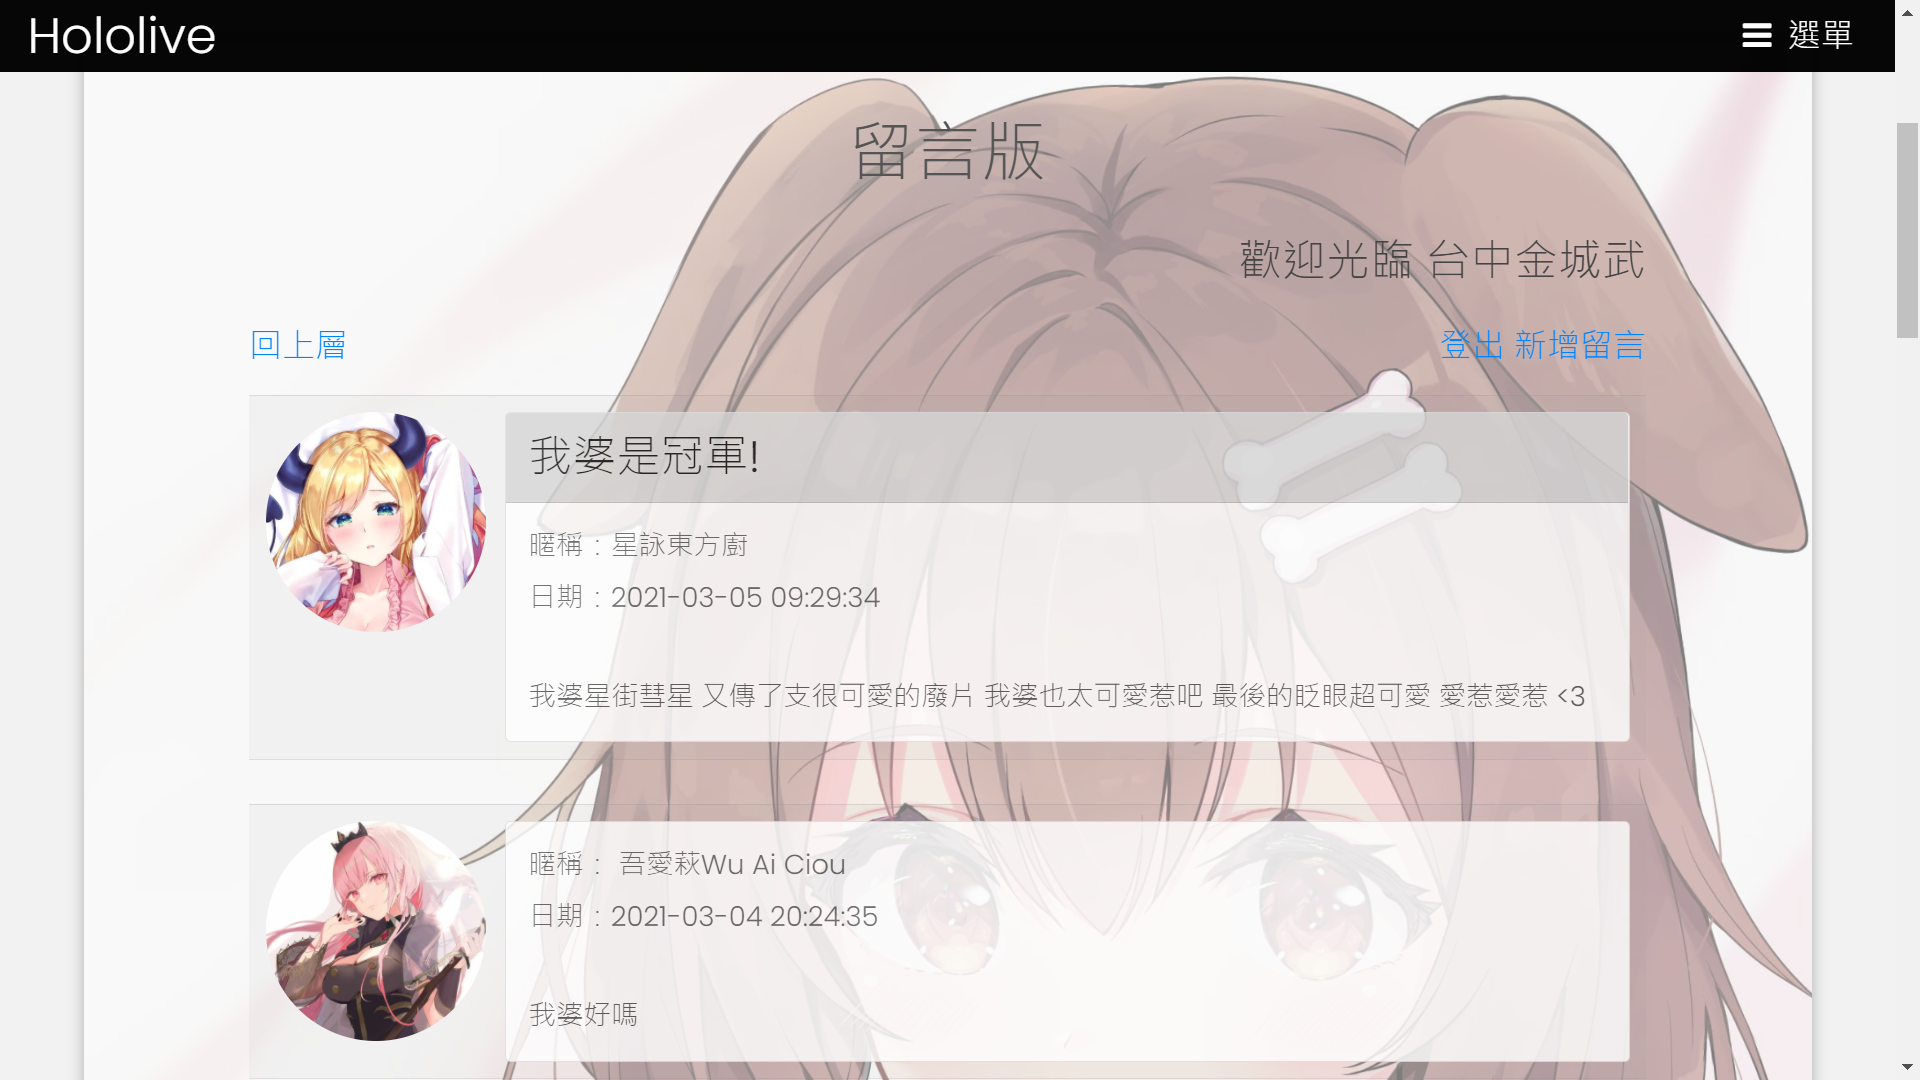 Hololive
選單
留言版
歡迎光臨 台中金城武
回上層
登出 新增留言
我婆是冠軍!
暱稱：星詠東方廚
日期：2021-03-05 09:29:34
我婆星街彗星 又傳了支很可愛的廢片 我婆也太可愛惹吧 最後的眨眼超可愛 愛惹愛惹 <3
暱稱： 吾愛萩Wu Ai Ciou
日期：2021-03-04 20:24:35
我婆好嗎